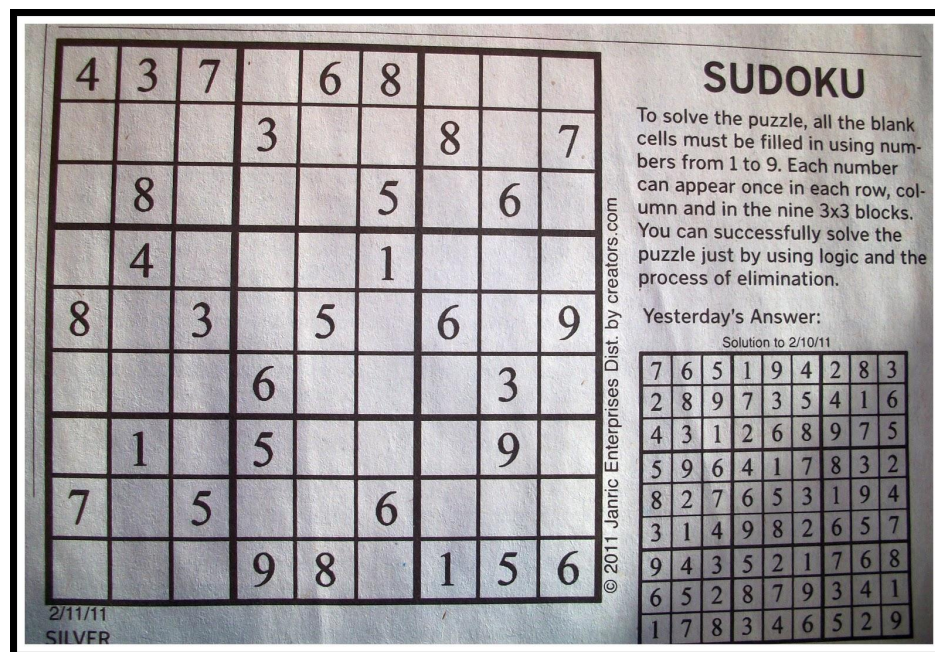 4 3 7 6 8
3 8 7
8 5 6
4 1
8 3 5 6 9
6 3
1 5 9
7 5 6
9 8 1 5 6
2/11/11
SILVER
© 2011 Janric Enterprises Dist. by creators.com
SUDOKU
To solve the puzzle, all the blank
cells must be filled in using num-
bers from 1 to 9. Each number
can appear once in each row, col-
umn and in the nine 3x3 blocks.
You can successfully solve the
puzzle just by using logic and the
process of elimination.
Yesterday's Answer:
Solution to 2/10/11
7 6 5 1 9 4 2 8 3
2 8 9 7 3 5 4 1 6
4 3 1 2 6 8 9 7 5
5 9 6 4 1 7 8 3 2
8 2 7 6 5 3 1 9 4
3 1 4 9 8 2 6 5 7
9 4 3 5 2 1 7 6 8
6 5 2 8 7 9 3 4 1
1 7 8 3 4 6 5 2 9